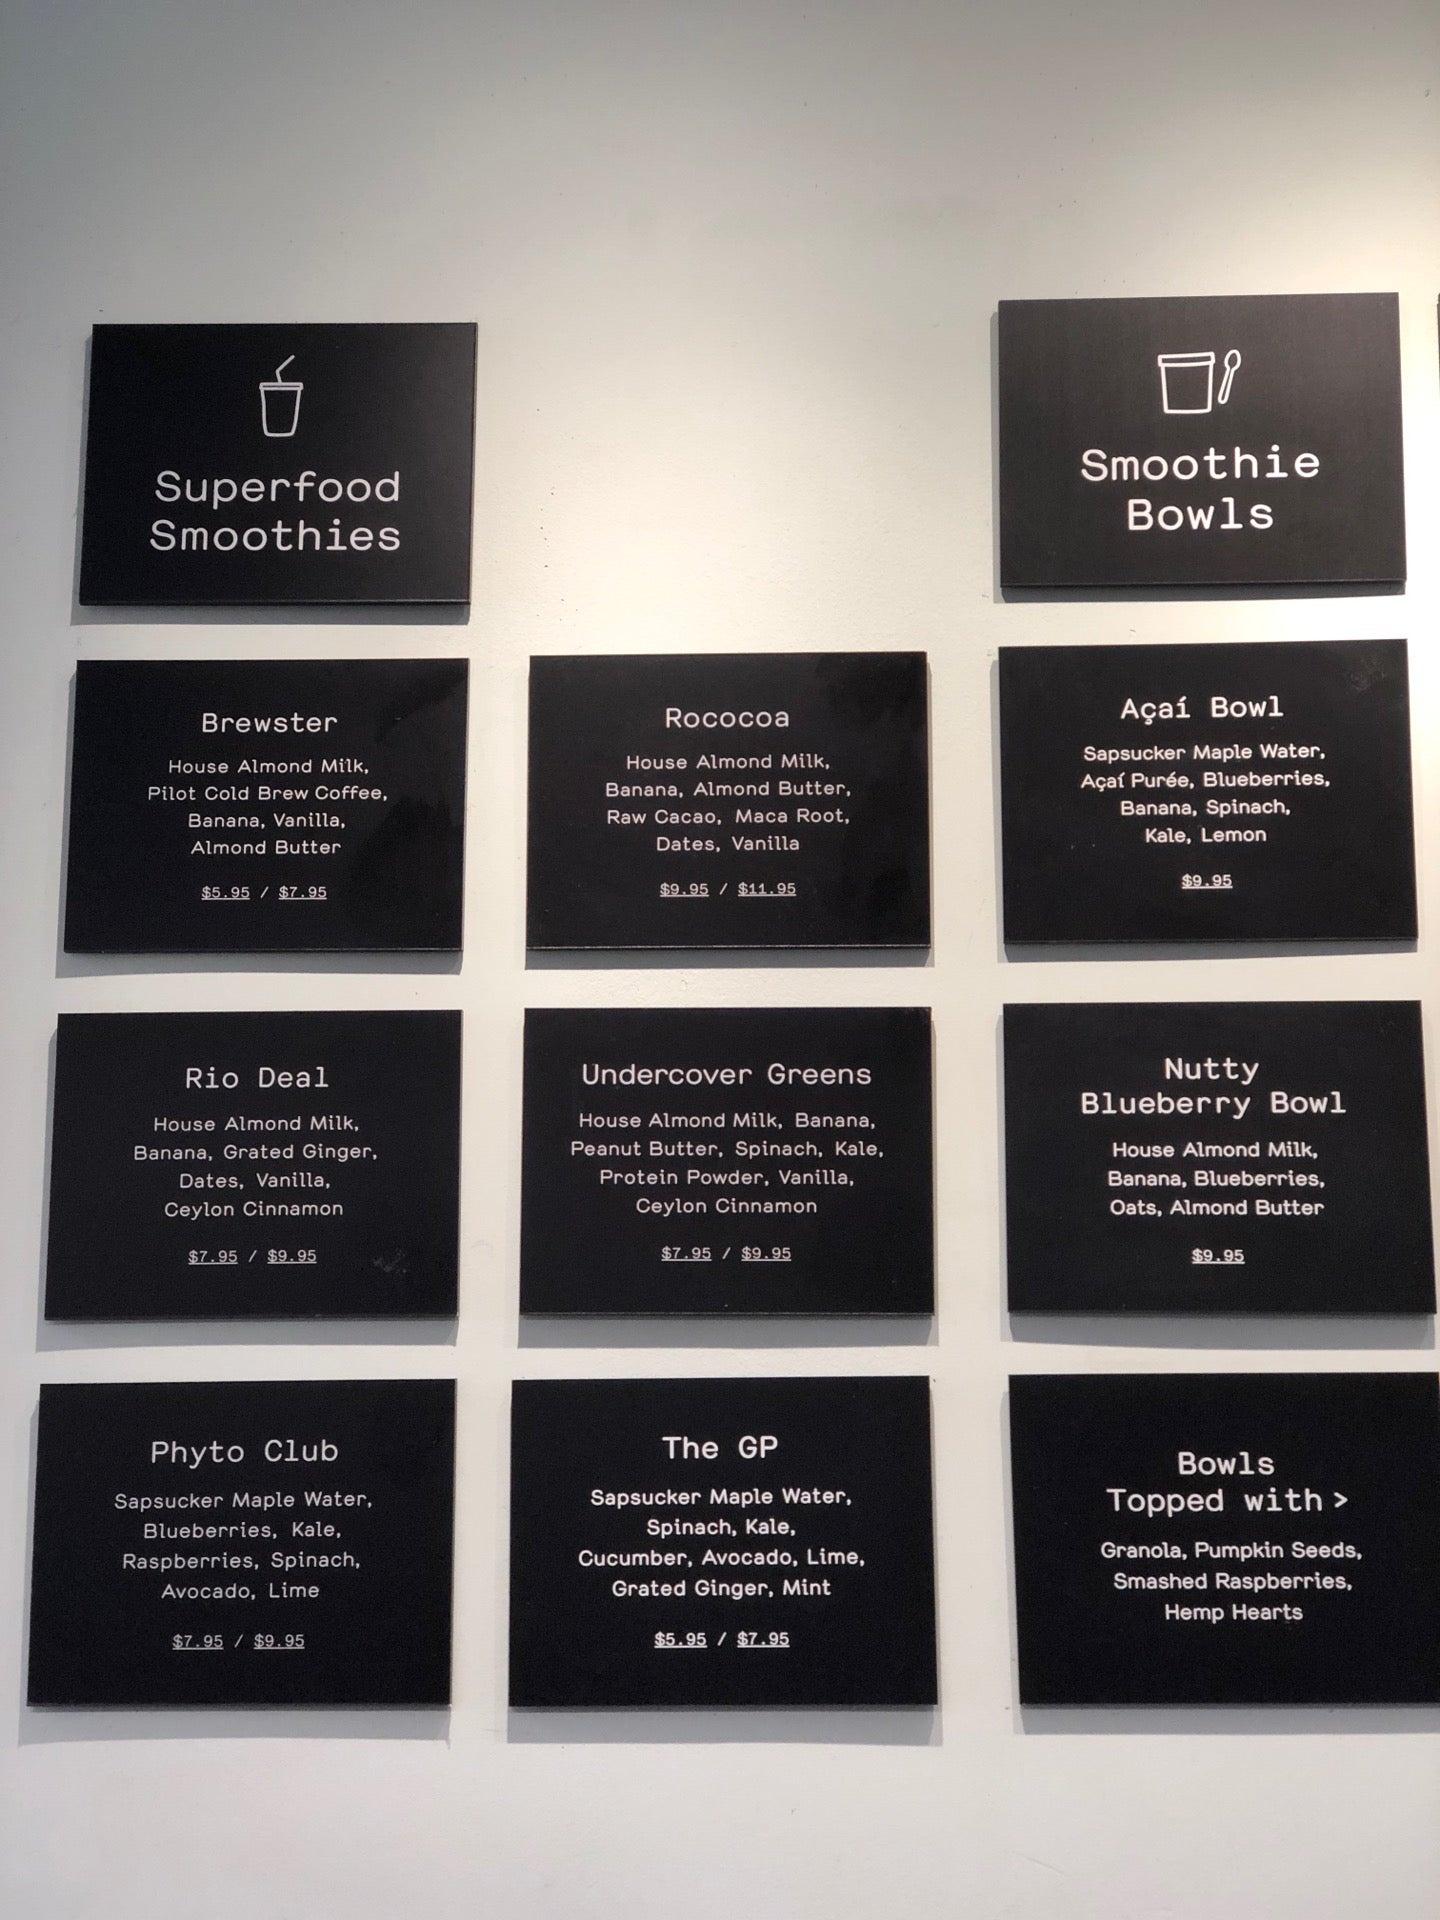 Superfood
Smoothies
Brewster
House Almond Milk,
Pilot Cold Brew Coffee,
Banana, Vanilla,
Almond Butter
$5.95 / $7.95
Rio Deal
House Almond Milk,
Banana, Grated Ginger,
Dates, Vanilla,
Ceylon Cinnamon
$7.95 / $9.95
Phyto Club
Sapsucker Maple Water,
Blueberries, Kale,
Raspberries, Spinach,
Avocado, Lime
$7.95 / $9.95
Rococoa
House Almond Milk,
Banana, Almond Butter,
Raw Cacao, Maca Root,
Dates, Vanilla
$9.95 / $11.95
Undercover Greens
House Almond Milk, Banana,
Peanut Butter, Spinach, Kale,
Protein Powder, Vanilla,
Ceylon Cinnamon
$7.95 / $9.95
The GP
Sapsucker Maple Water,
Spinach, Kale,
Cucumber, Avocado, Lime,
Grated Ginger, Mint
$5.95 / $7.95
Smoothie
Bowls
Açaí Bowl
Sapsucker Maple Water,
Açaí Purée, Blueberries,
Banana, Spinach,
Kale, Lemon
$9.95
Nutty
Blueberry Bowl
House Almond Milk,
Banana, Blueberries,
Oats, Almond Butter
$9.95
Bowls
Topped with >
Granola, Pumpkin Seeds,
Smashed Raspberries,
Hemp Hearts